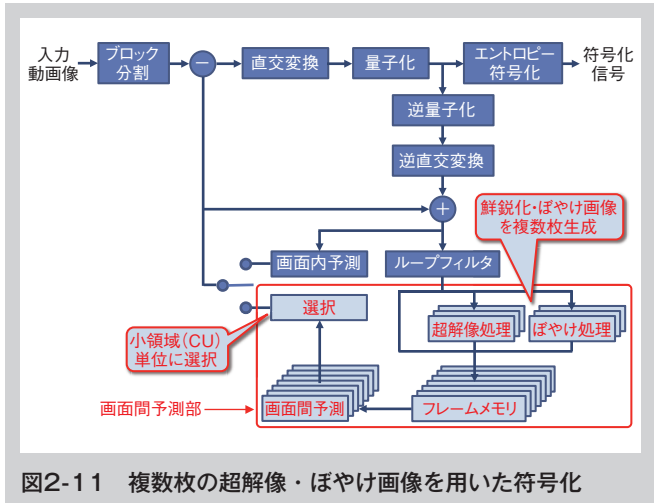 入力
動画像
ブロック
分割
−
直交変換
量子化
エントロピー
符号化
符号化
信号
逆量子化
逆直交変換
+
鮮鋭化・ぼやけ画像
を複数枚生成
画面内予測
ループフィルタ
選択
小領域(CU)
単位に選択
超解像処理
ぼやけ処理
画面間予測部
画面間予測
フレームメモリ
図2-11 複数枚の超解像・ぼやけ画像を用いた符号化